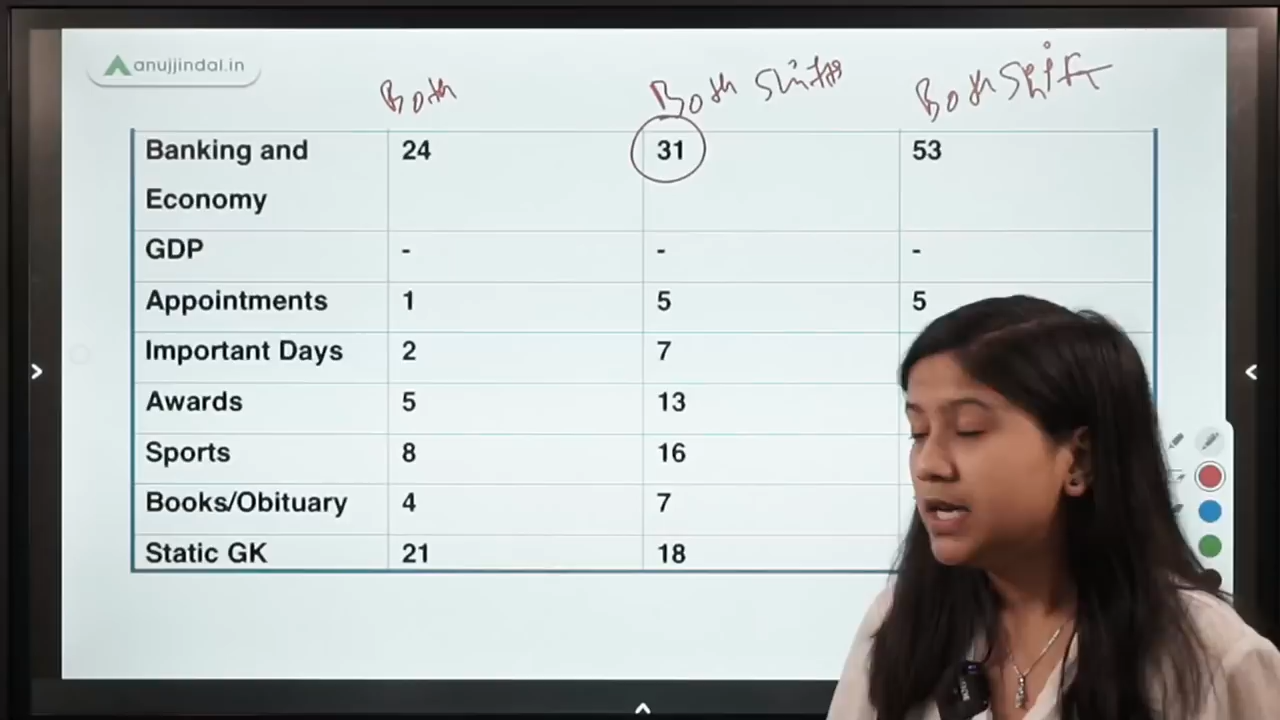 anujjindal.in
Both Both Shifts Both Shift
Banking and Economy 24 31 53
GDP - - -
Appointments 1 5 5
Important Days 2 7
Awards 5 13
Sports 8 16
Books/Obituary 4 7
Static GK 21 18